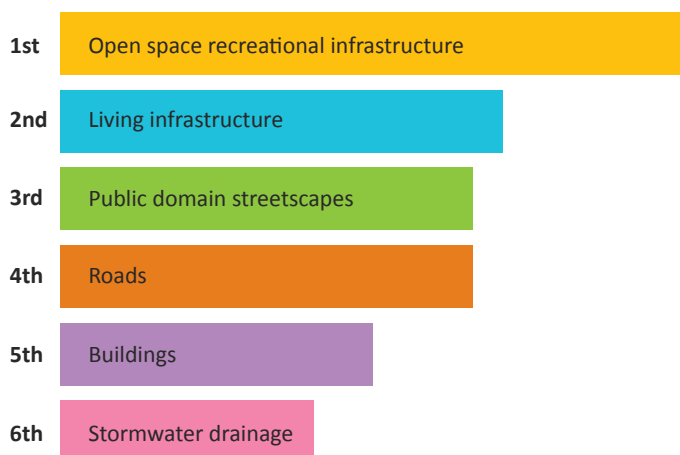 1st Open space recreational infrastructure
2nd Living infrastructure
3rd Public domain streetscapes
4th Roads
5th Buildings
6th Stormwater drainage